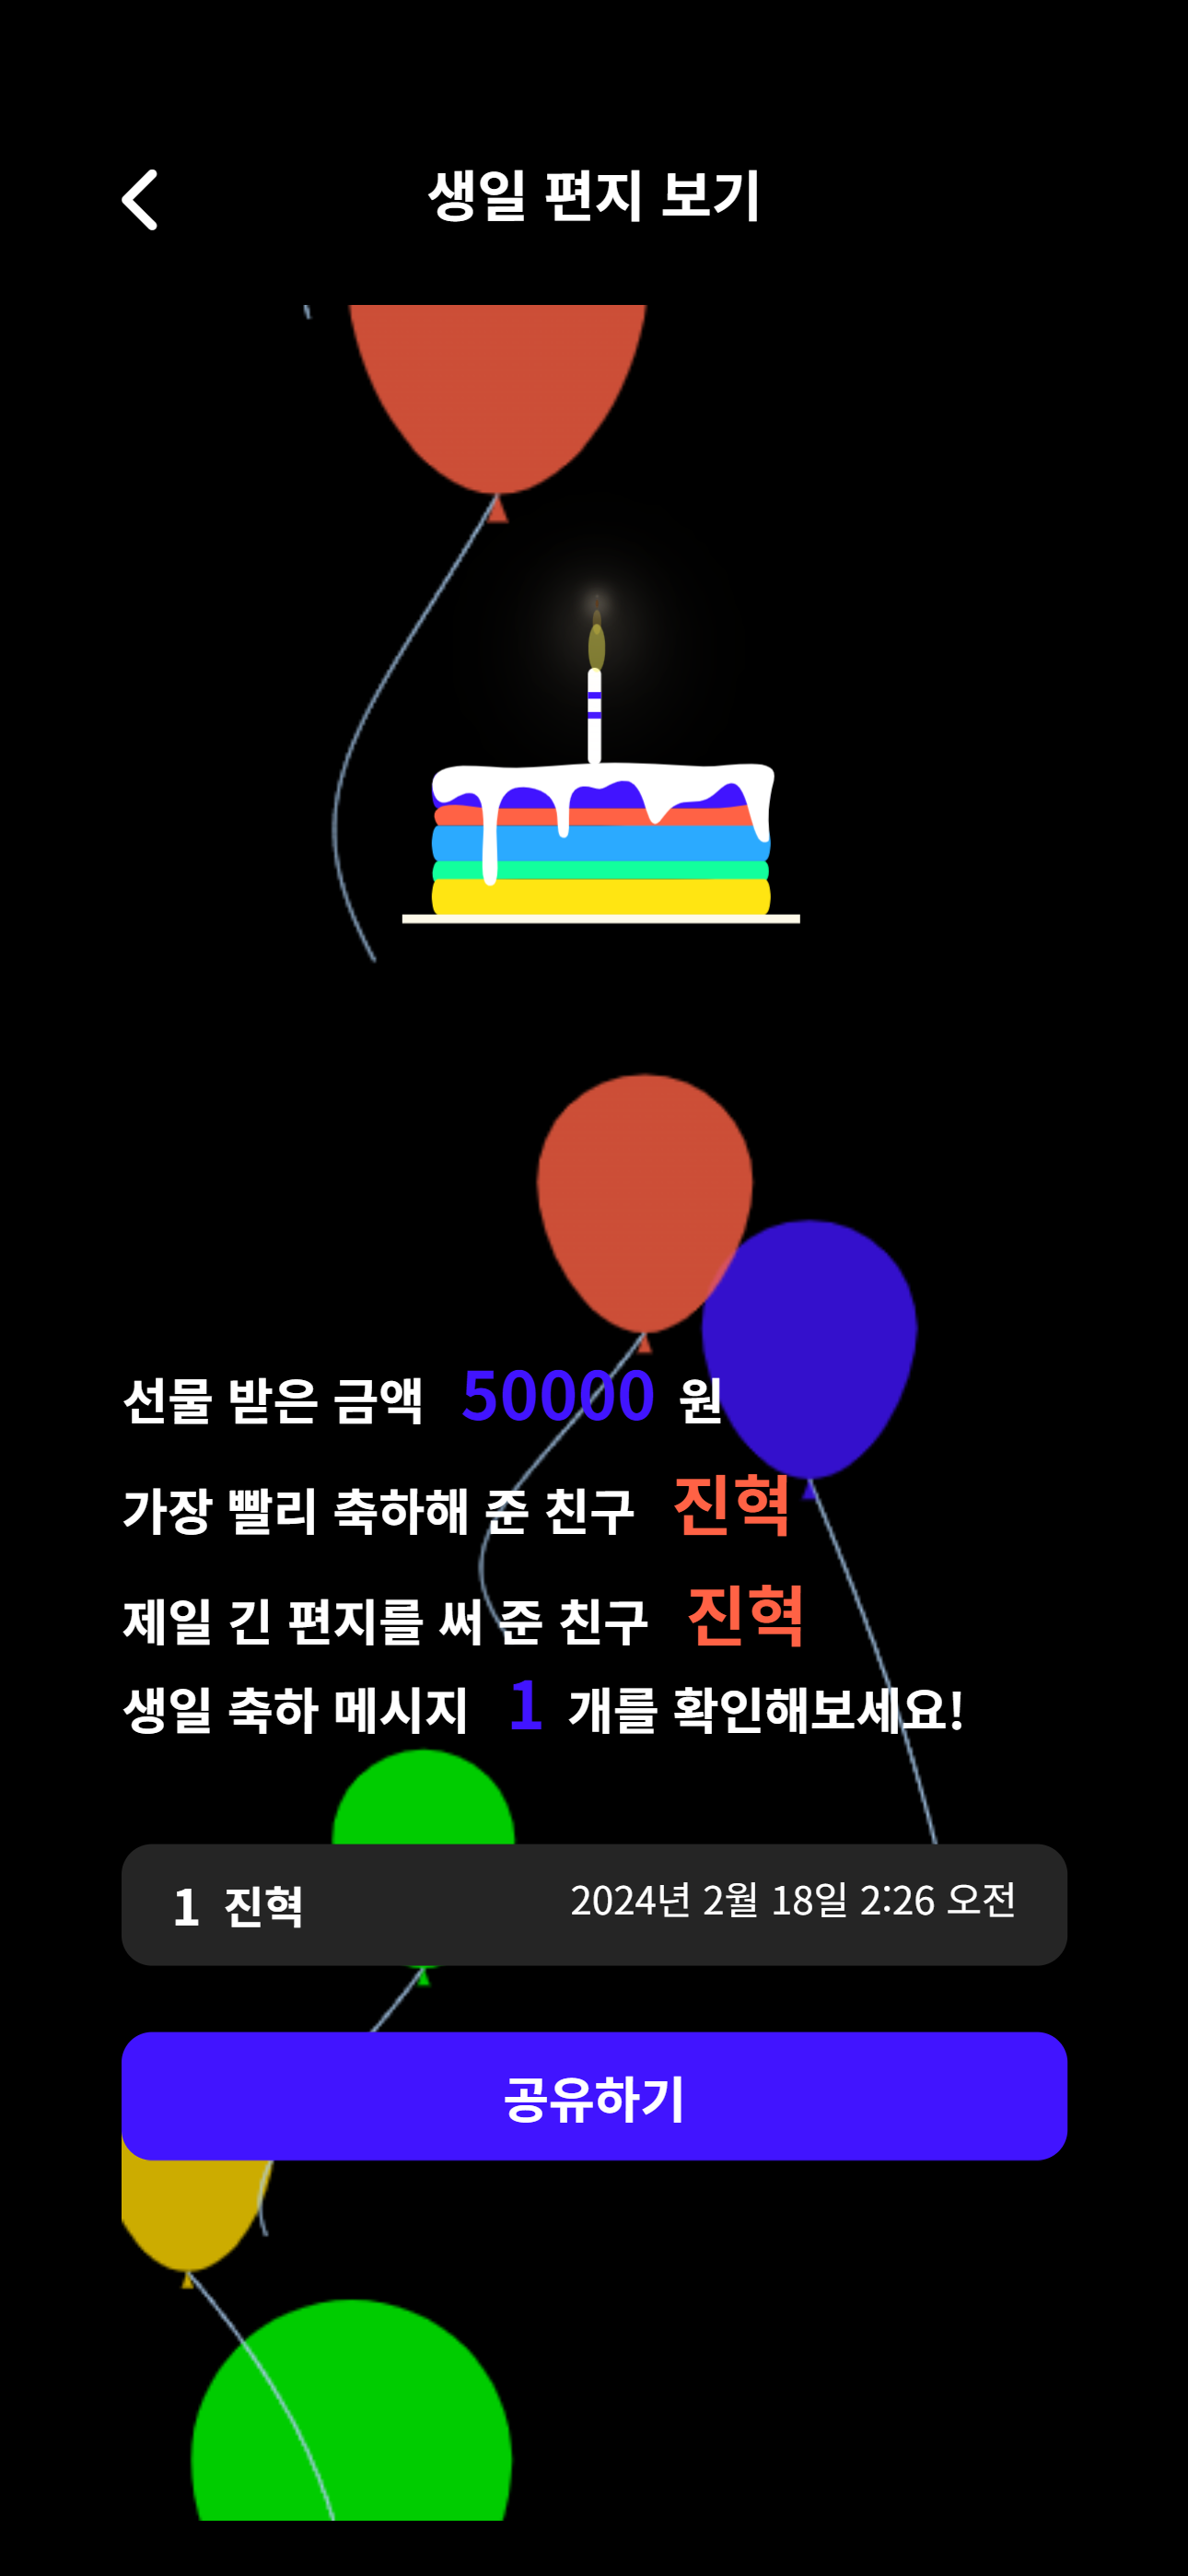 생일 편지 보기
선물 받은 금액 50000 원
가장 빨리 축하해 준 친구 진혁
제일 긴 편지를 써 준 친구 진혁
생일 축하 메시지 1 개를 확인해보세요!
1 진혁 2024년 2월 18일 2:26 오전
공유하기